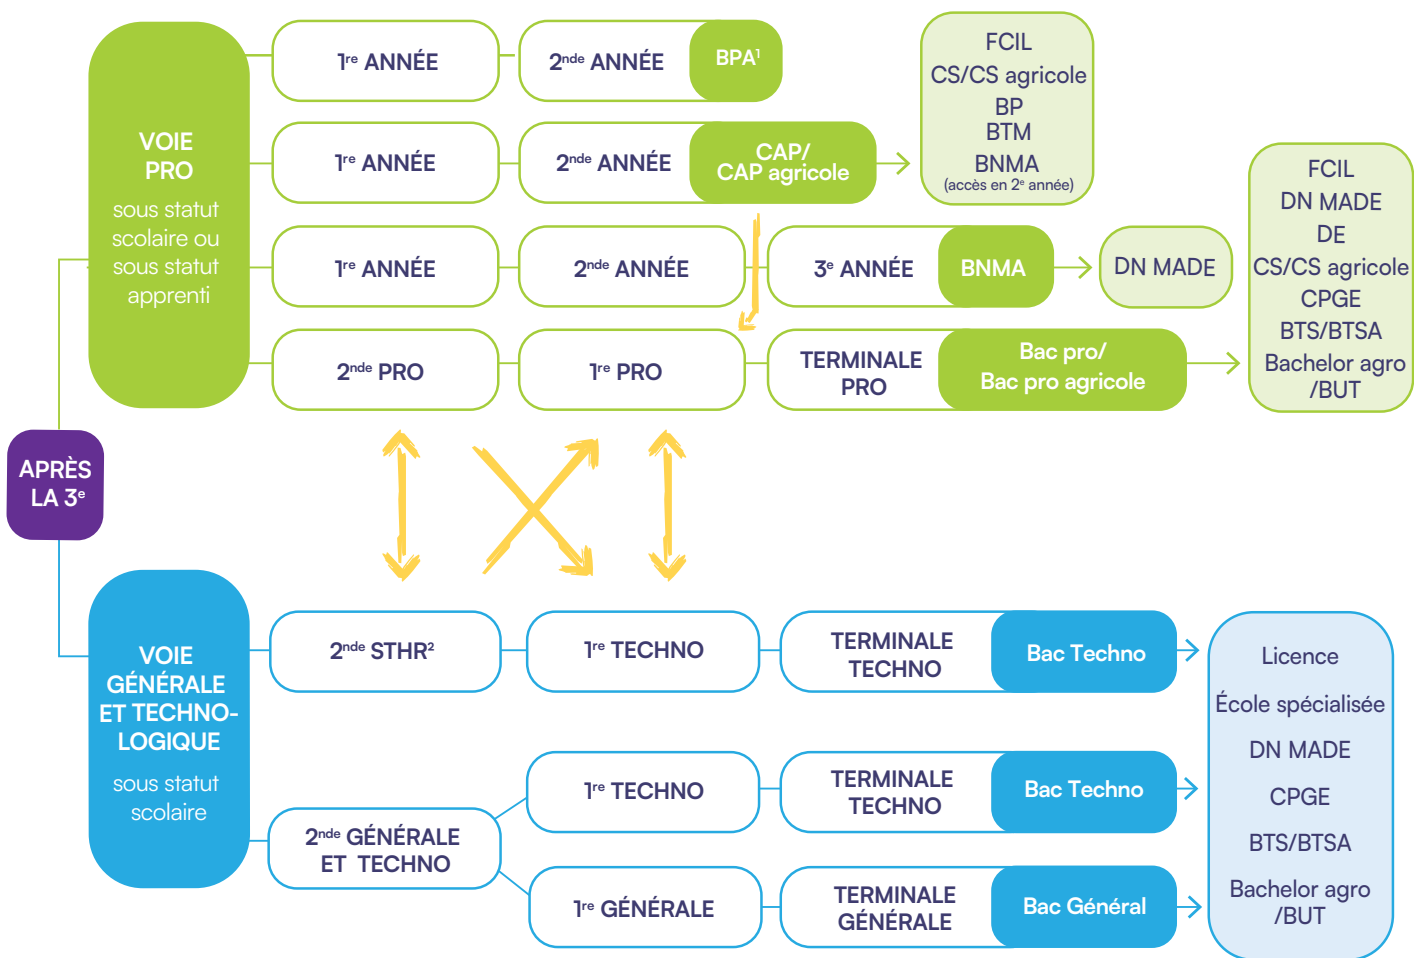 APRÈS
LA 3ᵉ
VOIE
PRO
sous statut
scolaire ou
sous statut
apprenti
1ʳᵉ ANNÉE
2ⁿᵈᵉ ANNÉE
BPA¹
1ʳᵉ ANNÉE
2ⁿᵈᵉ ANNÉE
CAP/
CAP agricole
FCIL
CS/CS agricole
BP
BTM
BNMA
(accès en 2ᵉ année)
1ʳᵉ ANNÉE
2ⁿᵈᵉ ANNÉE
3ᵉ ANNÉE
BNMA
DN MADE
2ⁿᵈᵉ PRO
1ʳᵉ PRO
TERMINALE
PRO
Bac pro/
Bac pro agricole
FCIL
DN MADE
DE
CS/CS agricole
CPGE
BTS/BTSA
Bachelor agro
/BUT
VOIE
GÉNÉRALE
ET TECHNO-
LOGIQUE
sous statut
scolaire
2ⁿᵈᵉ STHR²
1ʳᵉ TECHNO
TERMINALE
TECHNO
Bac Techno
2ⁿᵈᵉ GÉNÉRALE
ET TECHNO
1ʳᵉ TECHNO
TERMINALE
TECHNO
Bac Techno
1ʳᵉ GÉNÉRALE
TERMINALE
GÉNÉRALE
Bac Général
Licence
École spécialisée
DN MADE
CPGE
BTS/BTSA
Bachelor agro
/BUT